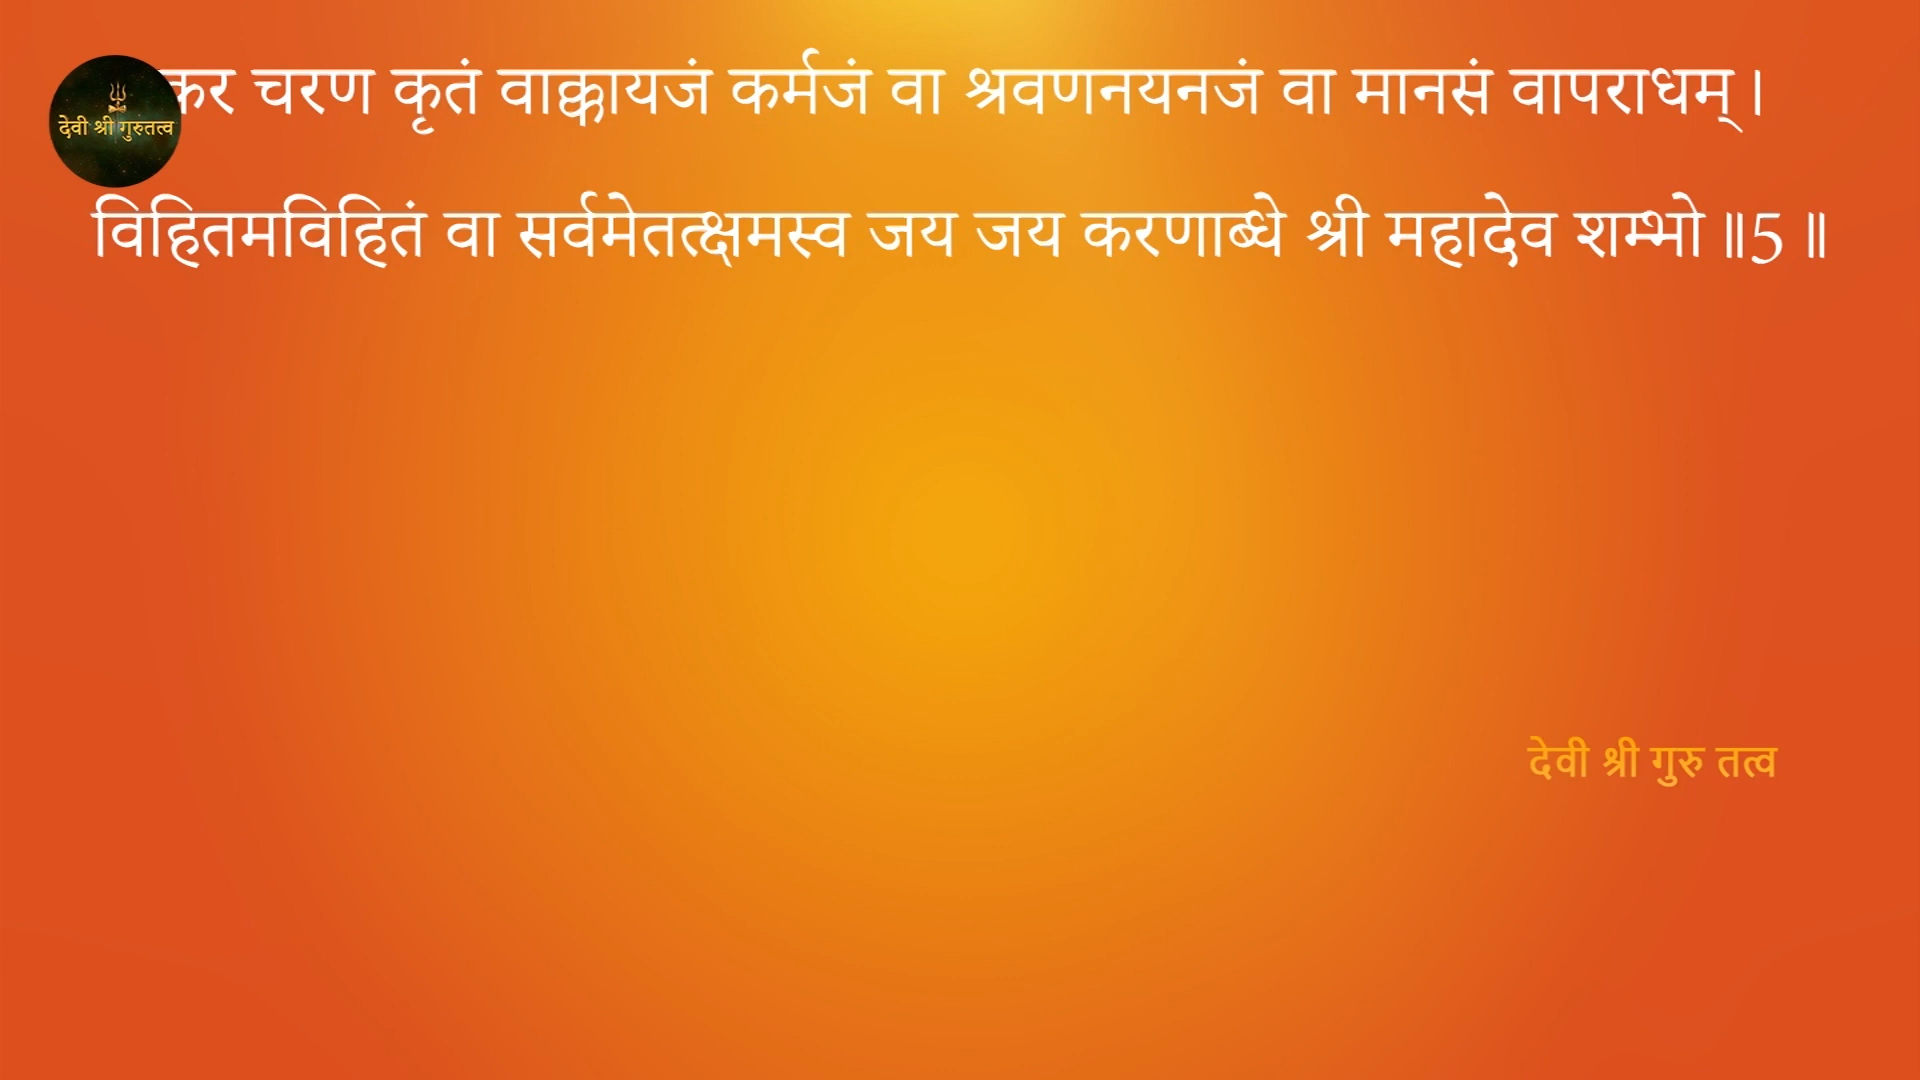 कर चरण कृतं वाक्कायजं कर्मजं वा श्रवणनयनजं वा मानसं वापराधम् ।
देवी श्री गुरुतत्व
विहितमविहितं वा सर्वमेतत्क्षमस्व जय जय करणाब्धे श्री महादेव शम्भो ॥5 ॥
देवी श्री गुरु तत्व